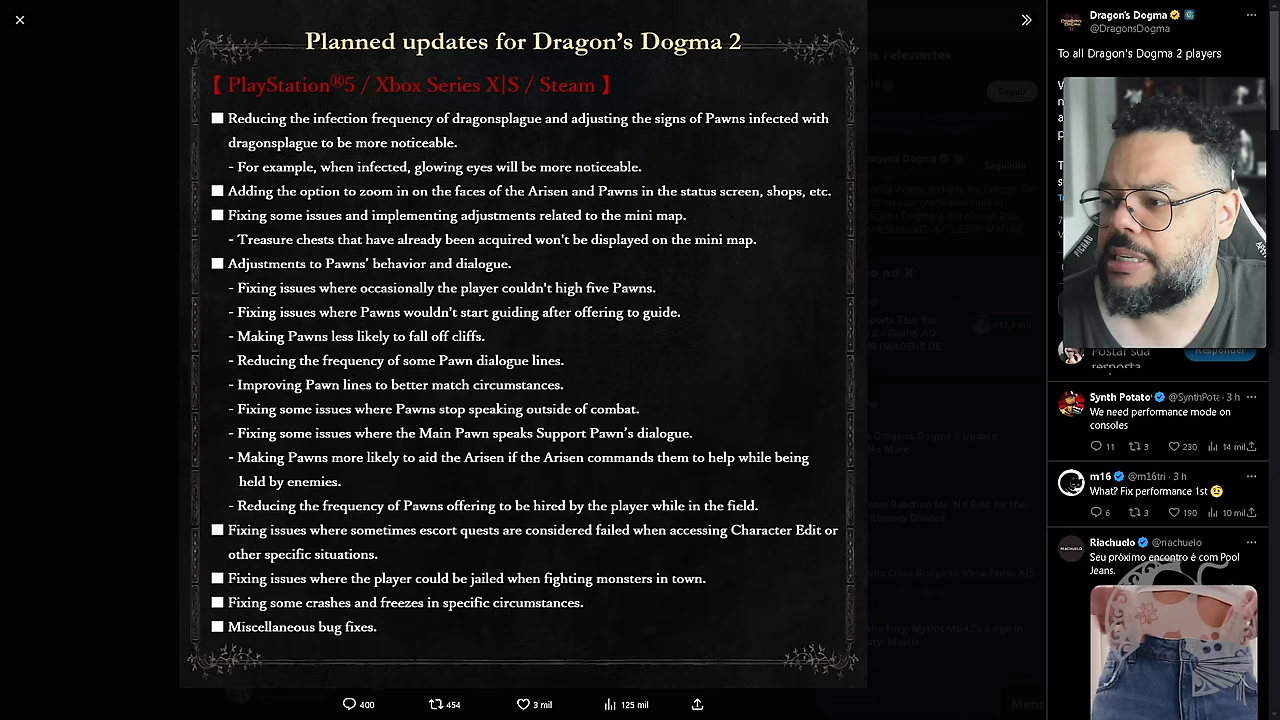 Planned updates for Dragon's Dogma 2
【 PlayStation®5 / Xbox Series X|S / Steam 】
■ Reducing the infection frequency of dragonsplague and adjusting the signs of Pawns infected with
dragonsplague to be more noticeable.
- For example, when infected, glowing eyes will be more noticeable.
■ Adding the option to zoom in on the faces of the Arisen and Pawns in the status screen, shops, etc.
■ Fixing some issues and implementing adjustments related to the mini map.
- Treasure chests that have already been acquired won't be displayed on the mini map.
■ Adjustments to Pawns' behavior and dialogue.
- Fixing issues where occasionally the player couldn't high five Pawns.
- Fixing issues where Pawns wouldn't start guiding after offering to guide.
- Making Pawns less likely to fall off cliffs.
- Reducing the frequency of some Pawn dialogue lines.
- Improving Pawn lines to better match circumstances.
- Fixing some issues where Pawns stop speaking outside of combat.
- Fixing some issues where the Main Pawn speaks Support Pawn's dialogue.
- Making Pawns more likely to aid the Arisen if the Arisen commands them to help while being
held by enemies.
- Reducing the frequency of Pawns offering to be hired by the player while in the field.
■ Fixing issues where sometimes escort quests are considered failed when accessing Character Edit or
other specific situations.
■ Fixing issues where the player could be jailed when fighting monsters in town.
■ Fixing some crashes and freezes in specific circumstances.
■ Miscellaneous bug fixes.
400 454 3 mil 125 mil
Dragon's Dogma
@DragonsDogma
To all Dragon's Dogma 2 players
PICHAU
Postar sua
resposta
Responder
Synth Potato @SynthPotz · 3 h
We need performance mode on
consoles
11 3 230 14 mil
m16 @m16tri · 3 h
What? Fix performance 1st
6 3 190 10 mil
Riachuelo @riachuelo
RIACHUELO
Seu próximo encontro é com Pool
Jeans.